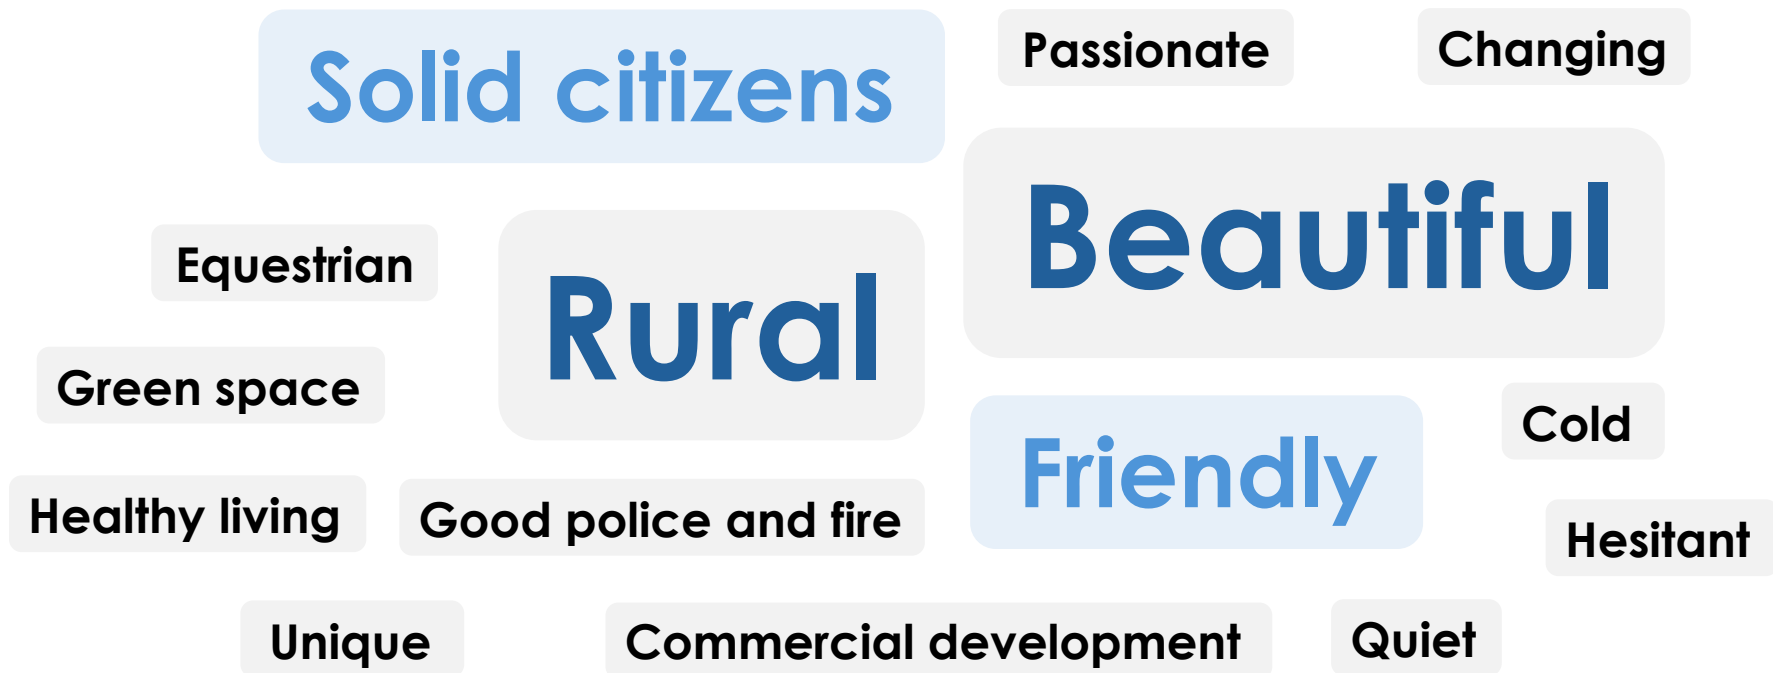 Solid citizens
Passionate
Changing
Beautiful
Equestrian
Rural
Green space
Friendly
Cold
Healthy living
Good police and fire
Hesitant
Unique
Commercial development
Quiet